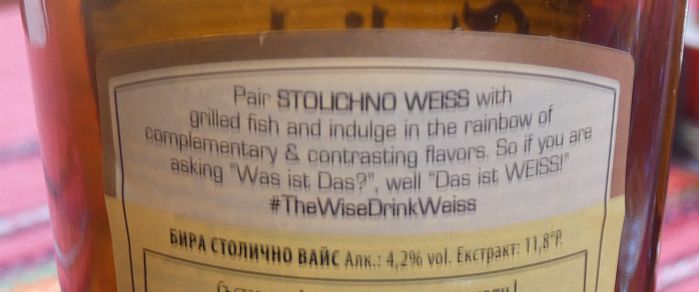 Pair STOLICHNO WEISS with
grilled fish and indulge in the rainbow of
complementary & contrasting flavors. So if you are
asking "Was ist Das?", well "Das ist WEISS!"
#TheWiseDrinkWeiss
БИРА СТОЛИЧНО ВАЙС Алк.: 4,2% vol. Екстракт: 11,8°P.